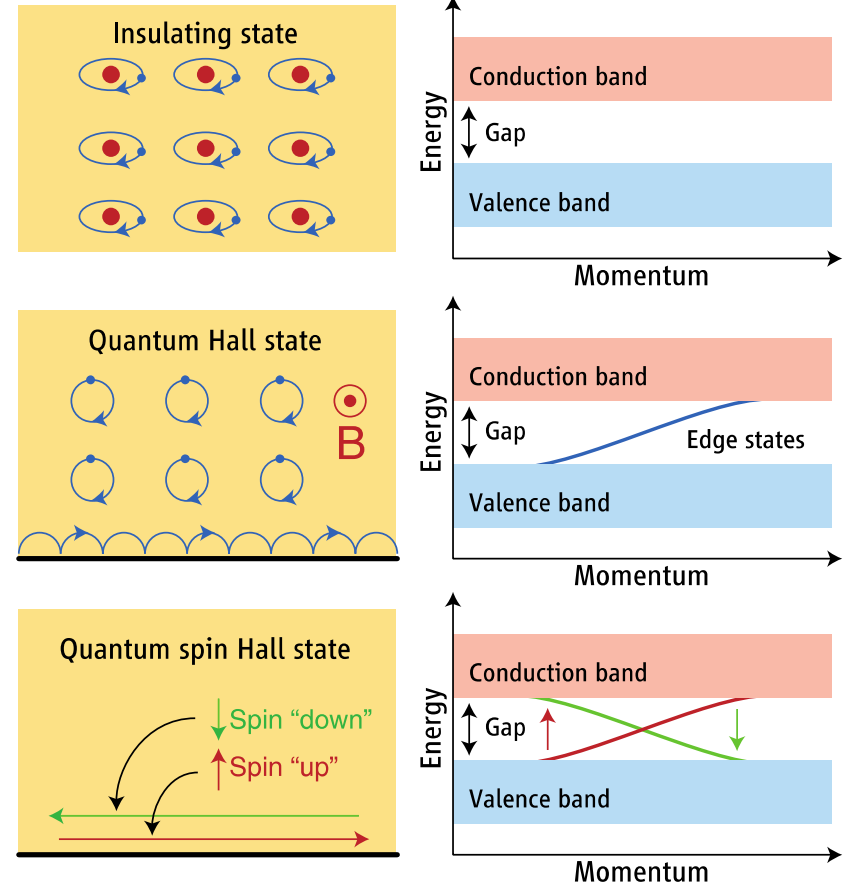 Insulating state
Energy
Conduction band
Gap
Valence band
Momentum
Quantum Hall state
B
Energy
Conduction band
Gap
Edge states
Valence band
Momentum
Quantum spin Hall state
Spin “down”
Spin “up”
Energy
Conduction band
Gap
Valence band
Momentum